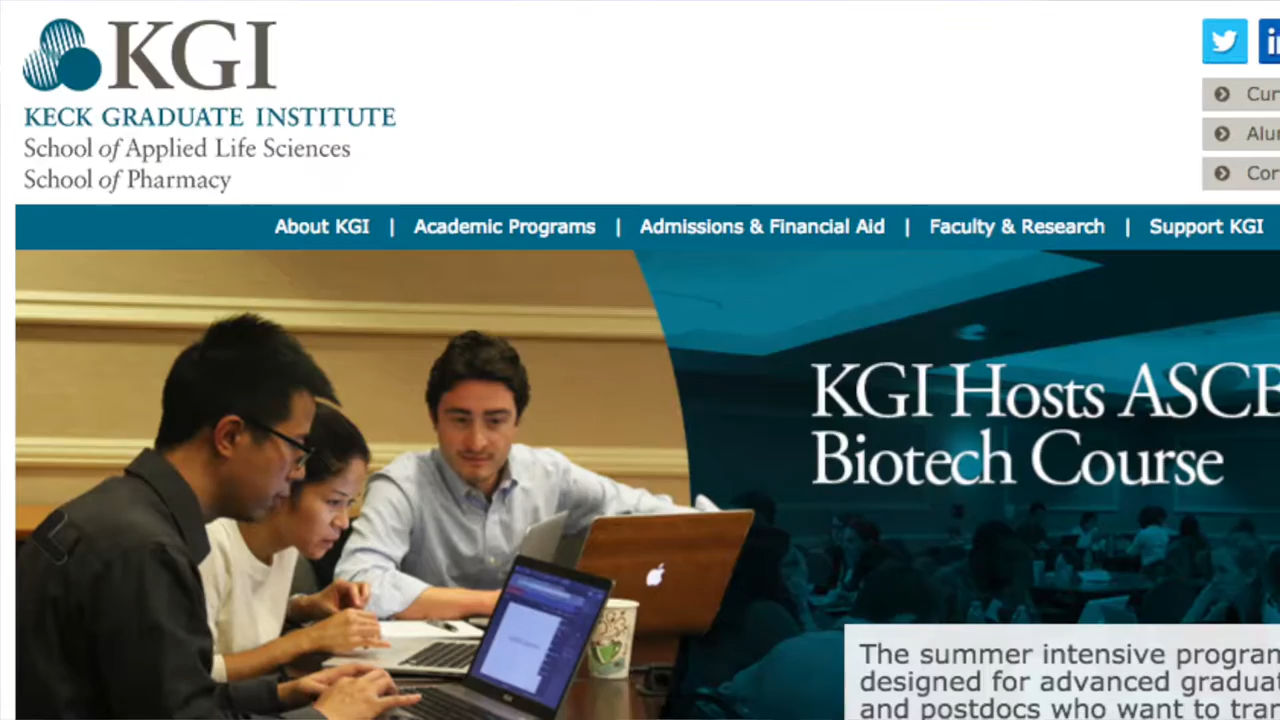 KGI
KECK GRADUATE INSTITUTE
School of Applied Life Sciences
School of Pharmacy
About KGI | Academic Programs | Admissions & Financial Aid | Faculty & Research | Support KGI
KGI Hosts ASCB
Biotech Course
The summer intensive program
designed for advanced
and postdocs who want to